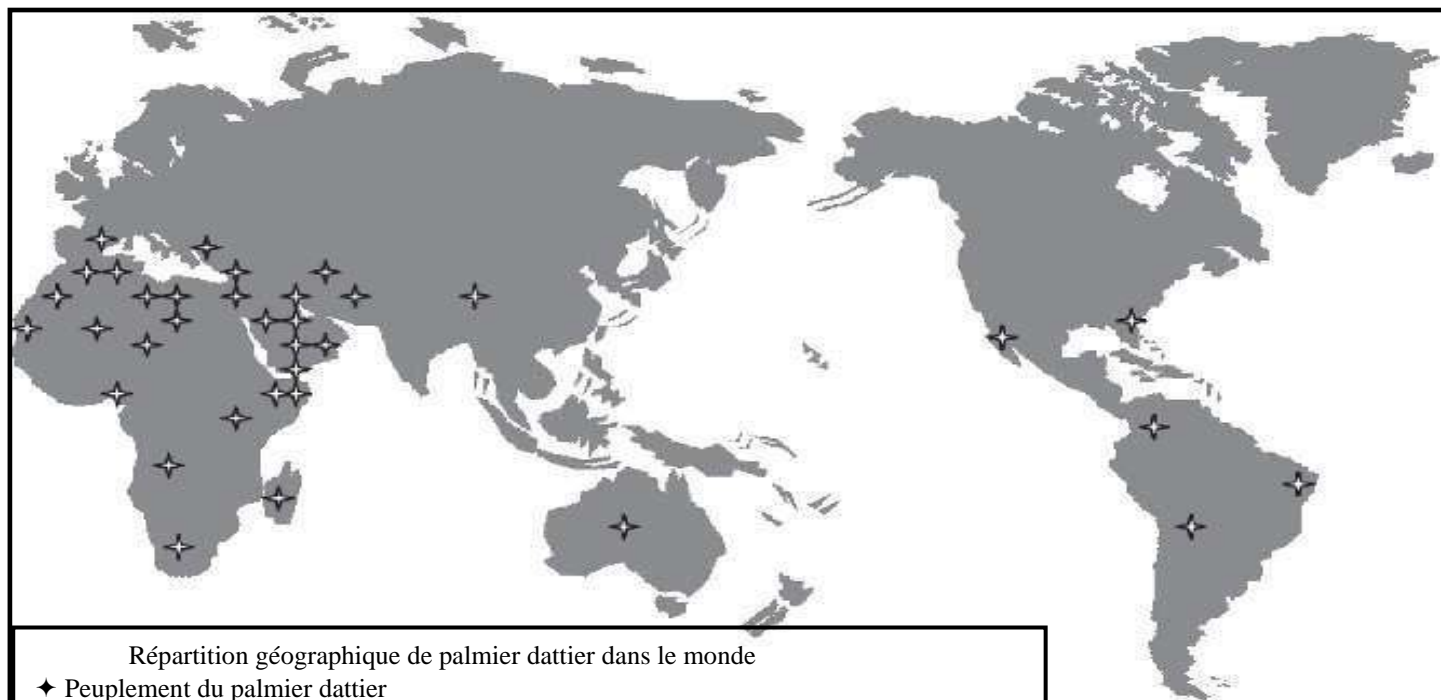 Répartition géographique de palmier dattier dans le monde
✦ Peuplement du palmier dattier